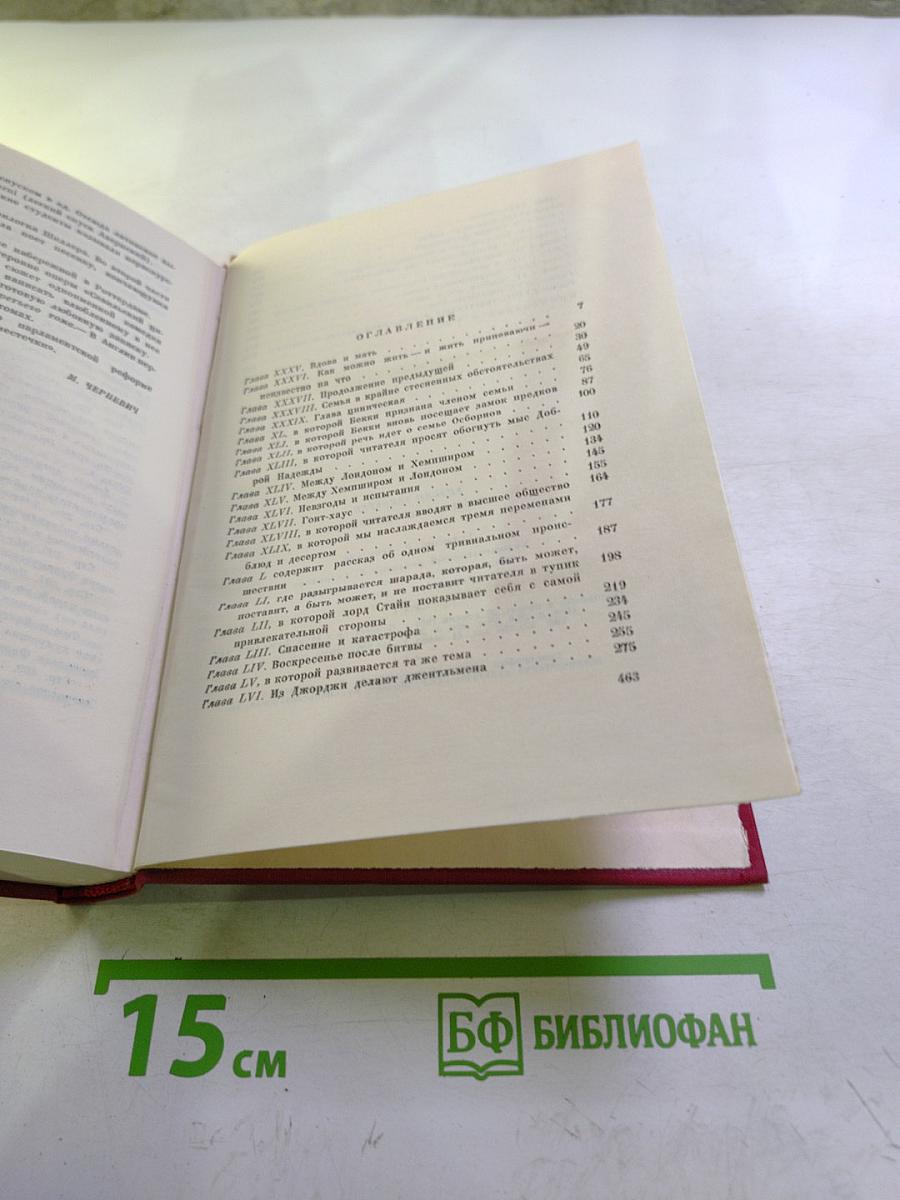 М. ЧЕРНЕВИЧ
ОГЛАВЛЕНИЕ
Глава XXXV. Вдова и мать . . . . . . . . . . . . 7
Глава XXXVI. Как можно жить — и жить припеваючи —
неизвестно на что . . . . . . . . . . . 20
Глава XXXVII. Продолжение предыдущей . . . . . . 30
Глава XXXVIII. Семья в крайне стесненных обстоятельствах 49
Глава XXXIX. Глава циническая . . . . . . . . . 65
Глава XL, в которой Бекки признана членом семьи . . . 76
Глава XLI, в которой Бекки вновь посещает замок предков 87
Глава XLII, в которой речь идет о семье Осборнов . . . 100
Глава XLIII, в которой читателя просят обогнуть мыс Доб-
рой Надежды . . . . . . . . . . . . 110
Глава XLIV. Между Лондоном и Хемпширом . . . . . 120
Глава XLV. Между Хемпширом и Лондоном . . . . . 134
Глава XLVI. Невзгоды и испытания . . . . . . . . 145
Глава XLVII. Гонт-хаус . . . . . . . . . . . . 155
Глава XLVIII, в которой читателя вводят в высшее общество 164
Глава XLIX, в которой мы наслаждаемся тремя переменами
блюд и десертом . . . . . . . . . . . 177
Глава L содержит рассказ об одном тривиальном проис-
шествии . . . . . . . . . . . . . . 187
Глава LI, где разыгрывается шарада, которая, быть может,
поставит, а быть может, и не поставит читателя в тупик 198
Глава LII, в которой лорд Стайн показывает себя с самой
привлекательной стороны . . . . . . . . . 219
Глава LIII. Спасение и катастрофа . . . . . . . . 234
Глава LIV. Воскресенье после битвы . . . . . . . 245
Глава LV, в которой развивается та же тема . . . . . 255
Глава LVI. Из Джорджи делают джентльмена . . . . . 275
463
15 см
БФ БИБЛИОФАН